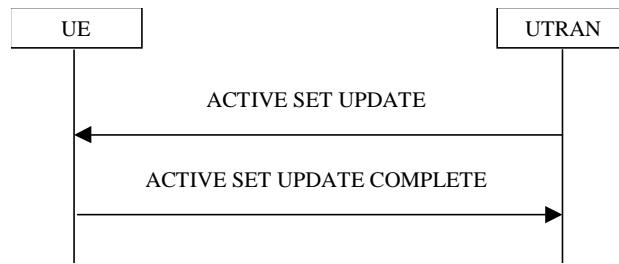 UE
UTRAN
ACTIVE SET UPDATE
ACTIVE SET UPDATE COMPLETE